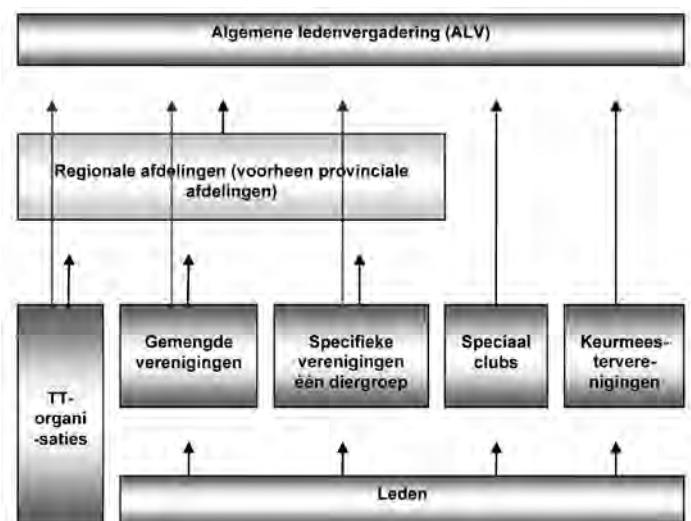 Algemene ledenvergadering (ALV)
Regionale afdelingen (voorheen provinciale
afdelingen)
TT-
organi
-saties
Gemengde
verenigingen
Specifieke
verenigingen
één diergroep
Speciaal
clubs
Keurmees-
tervere-
nigingen
Leden